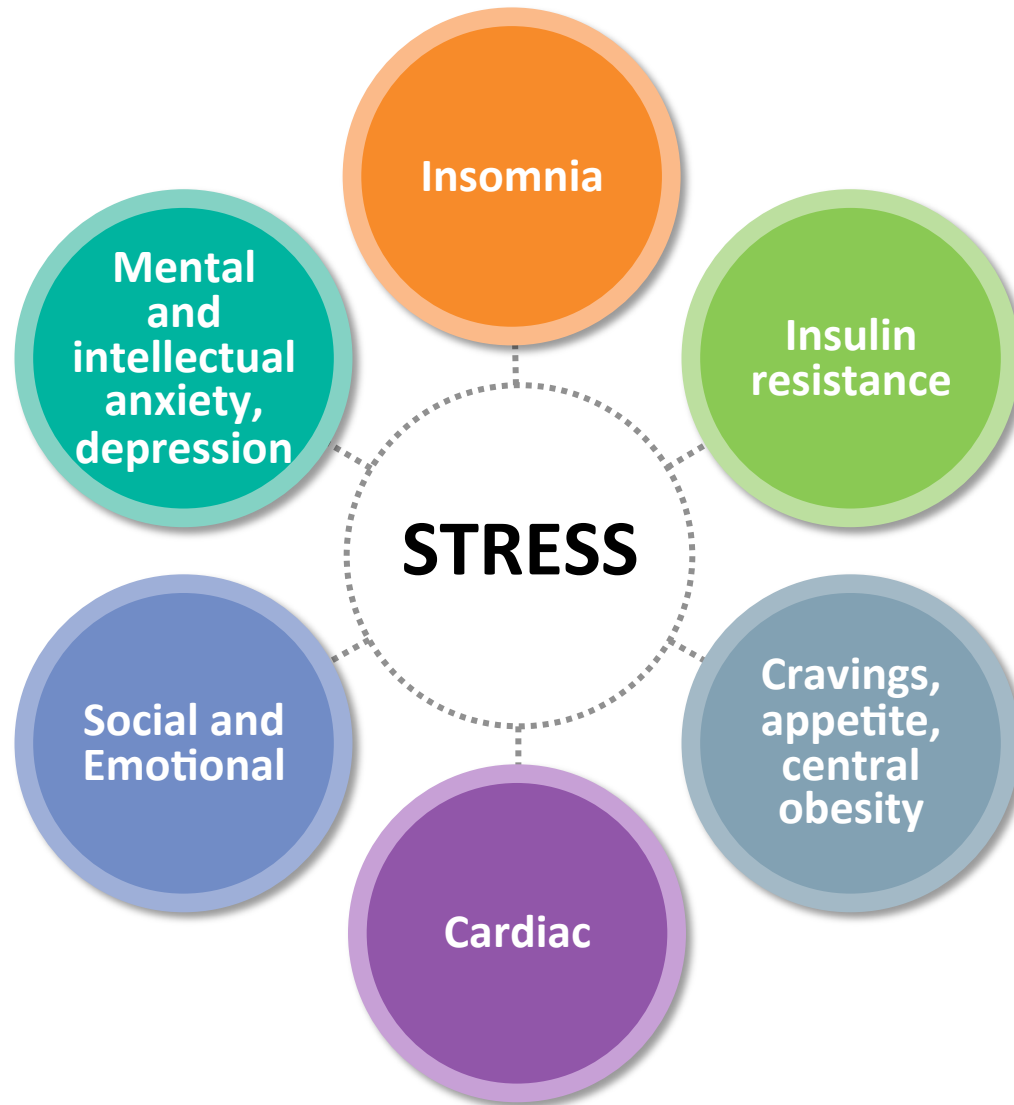 Insomnia
Insulin
resistance
Cravings,
appetite,
central
obesity
Cardiac
Social and
Emotional
Mental
and
intellectual
anxiety,
depression
STRESS